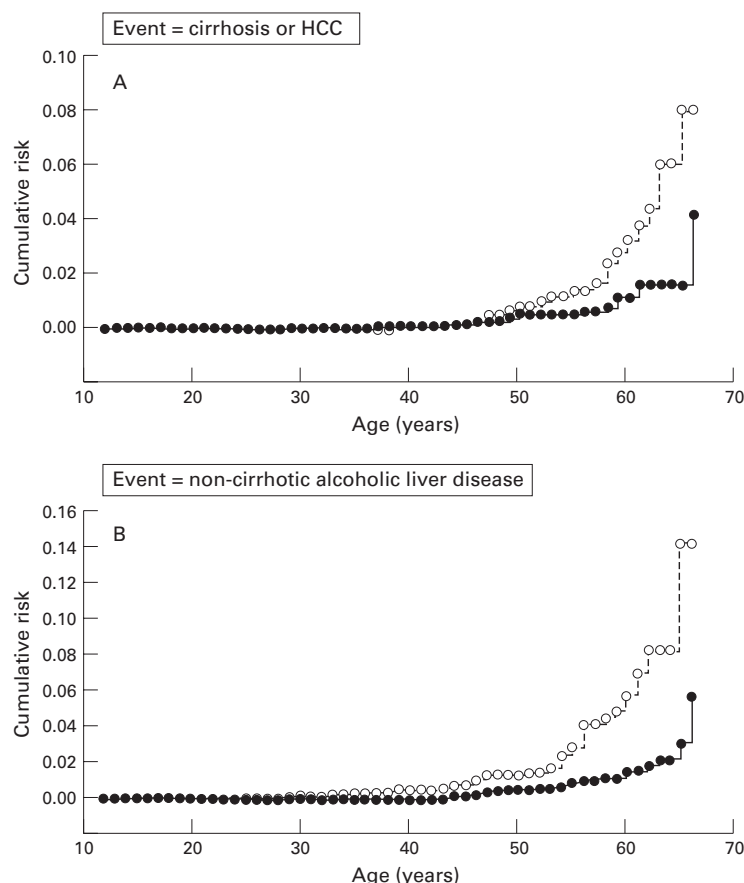 Event = cirrhosis or HCC
0.10
A
0.08
0.06
0.04
0.02
0.00
Cumulative risk
10 20 30 40 50 60 70
Age (years)
Event = non-cirrhotic alcoholic liver disease
0.16
B
0.14
0.12
0.10
0.08
0.06
0.04
0.02
0.00
Cumulative risk
10 20 30 40 50 60 70
Age (years)